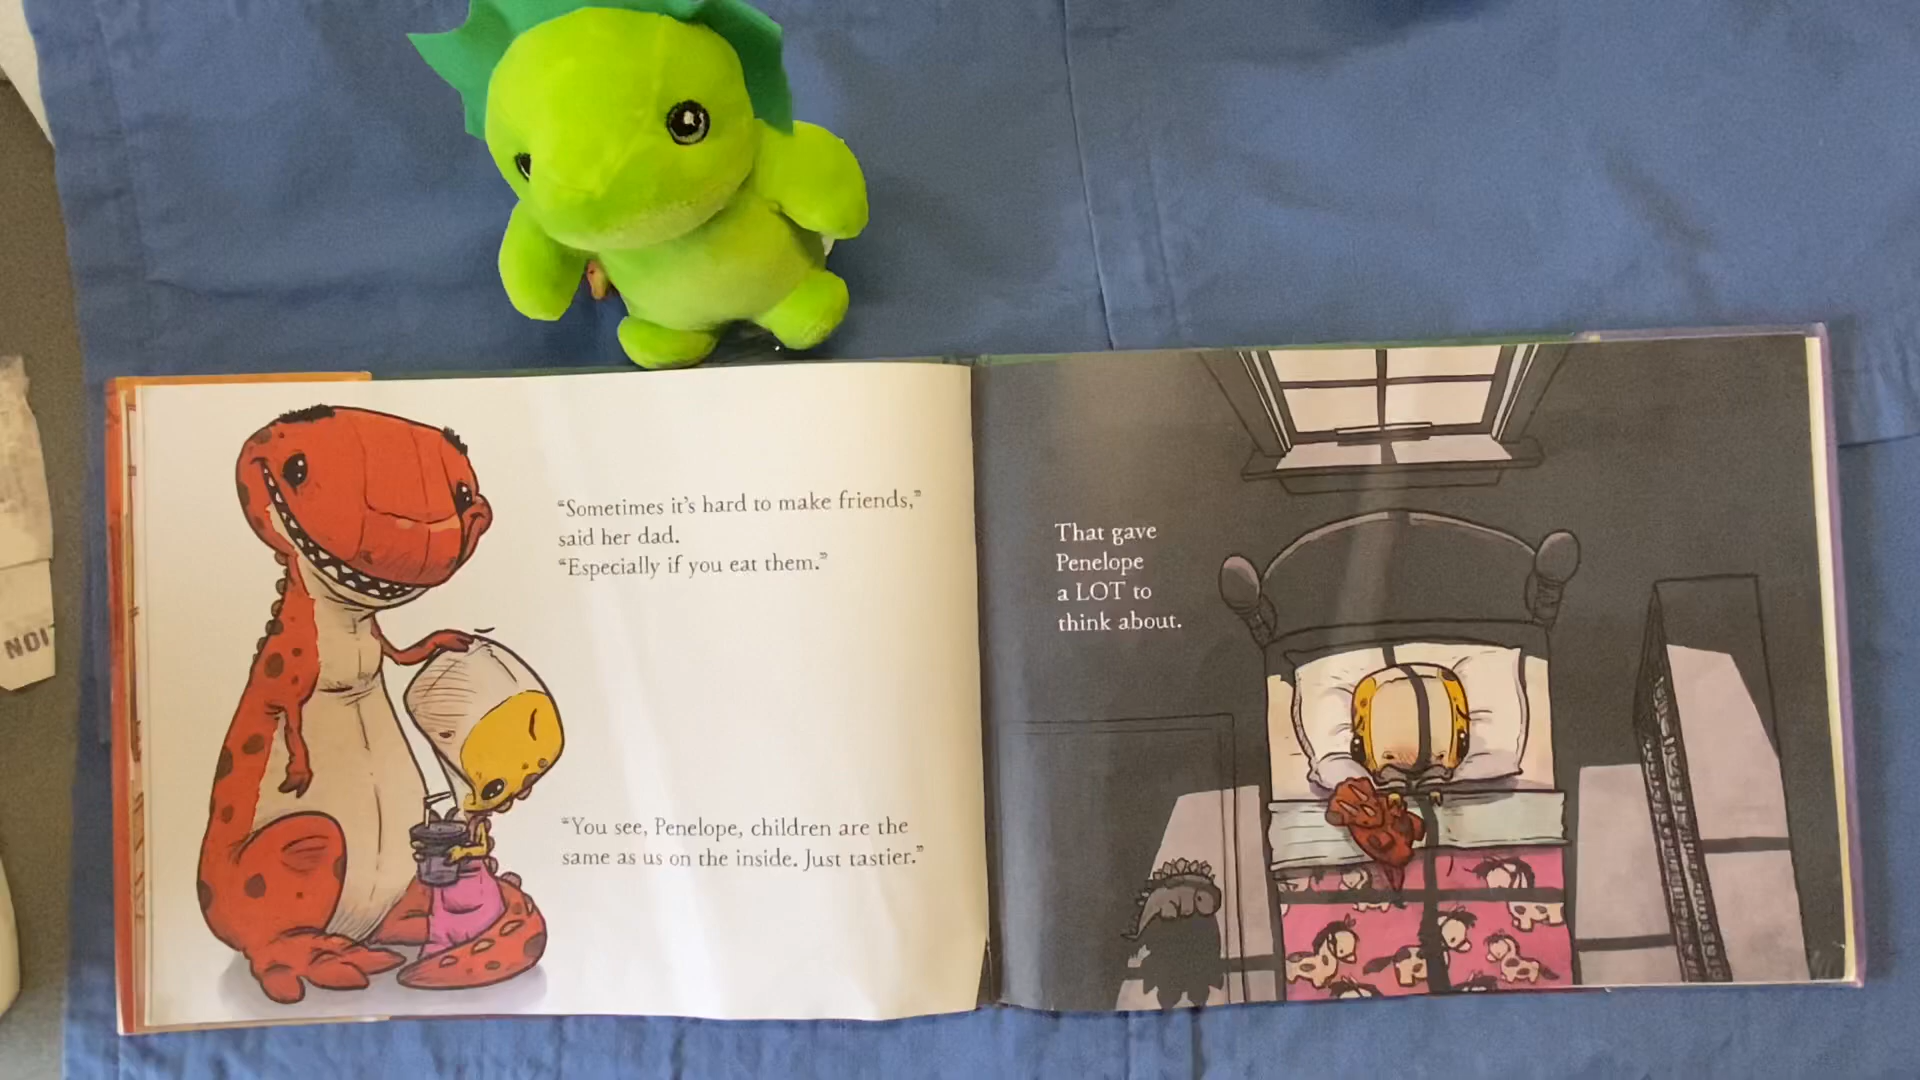 “Sometimes it’s hard to make friends,”
said her dad.
“Especially if you eat them.”
“You see, Penelope, children are the
same as us on the inside. Just tastier.”
That gave
Penelope
a LOT to
think about.